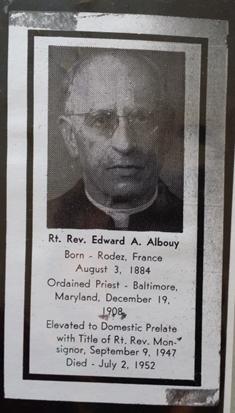 Rt. Rev. Edward A. Albouy
Born - Rodez, France
August 3, 1884
Ordained Priest - Baltimore,
Maryland, December 19,
1908
Elevated to Domestic Prelate
with Title of Rt. Rev. Mon-
signor, September 9, 1947
Died - July 2, 1952